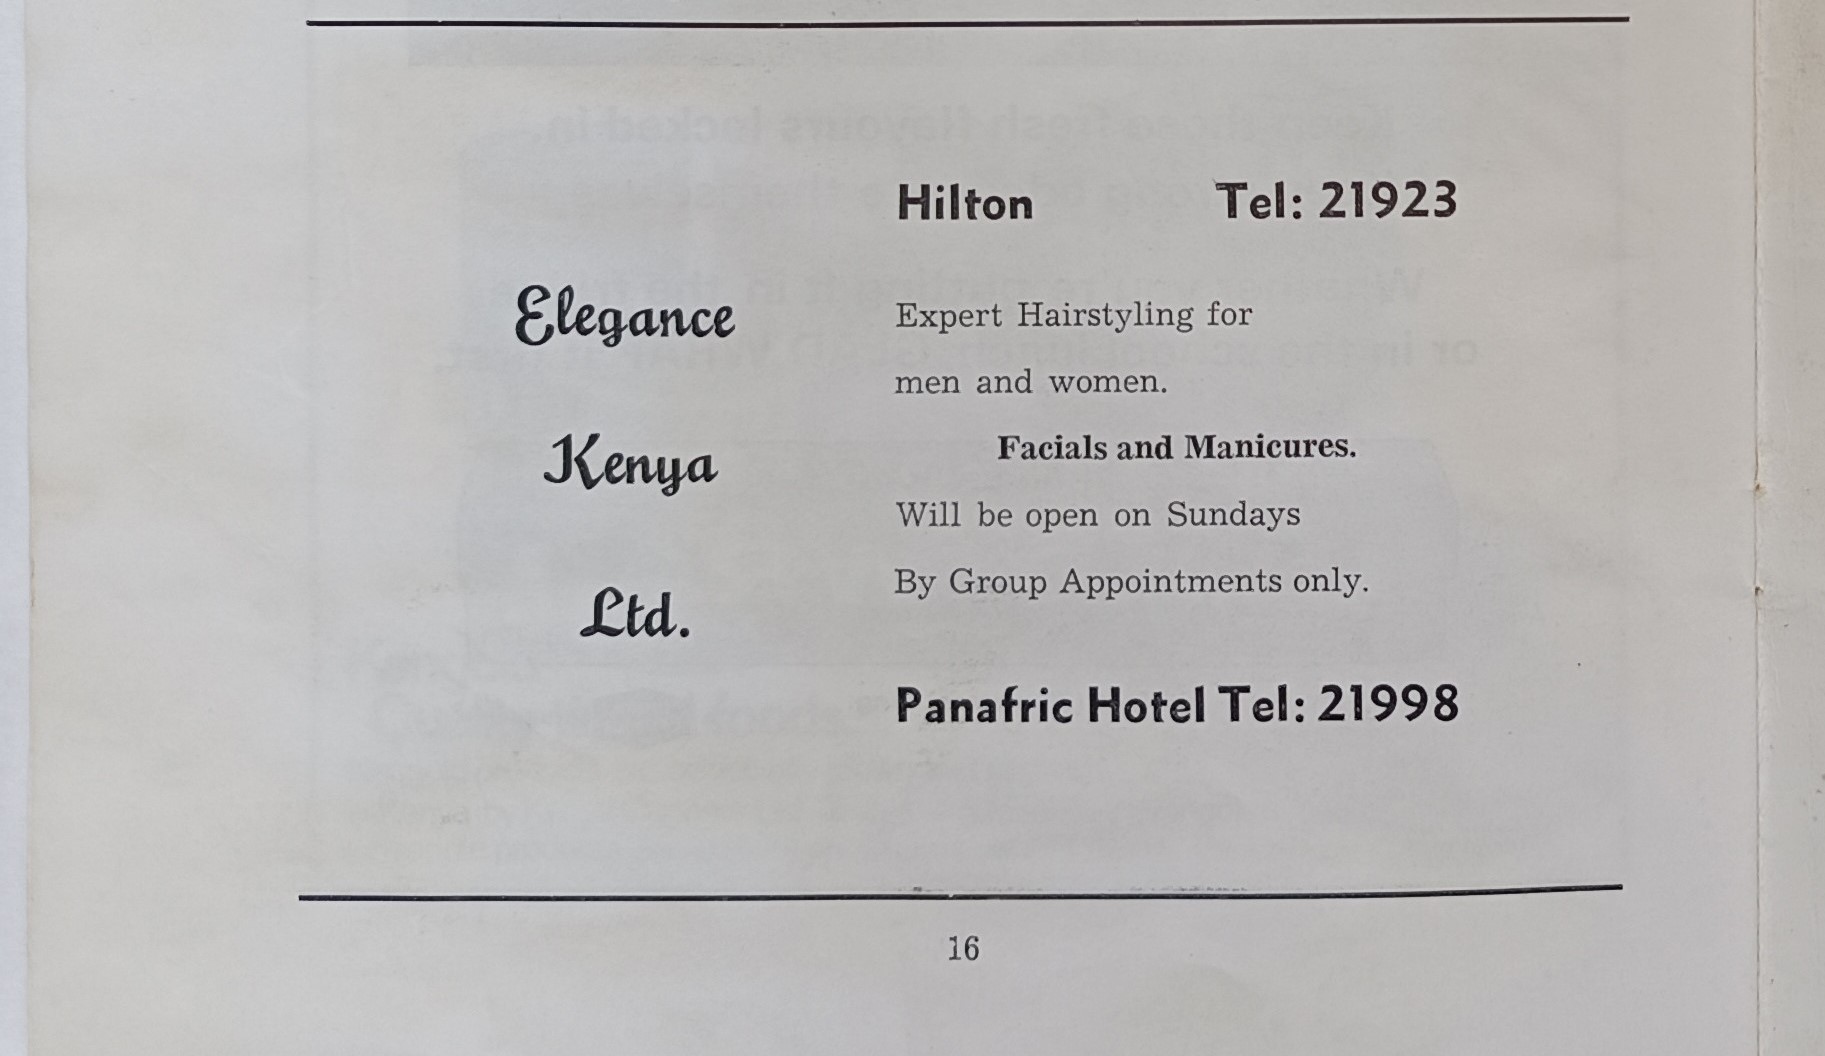 Elegance
Kenya
Ltd.
Hilton Tel: 21923
Expert Hairstyling for
men and women.
Facials and Manicures.
Will be open on Sundays
By Group Appointments only.
Panafric Hotel Tel: 21998
16